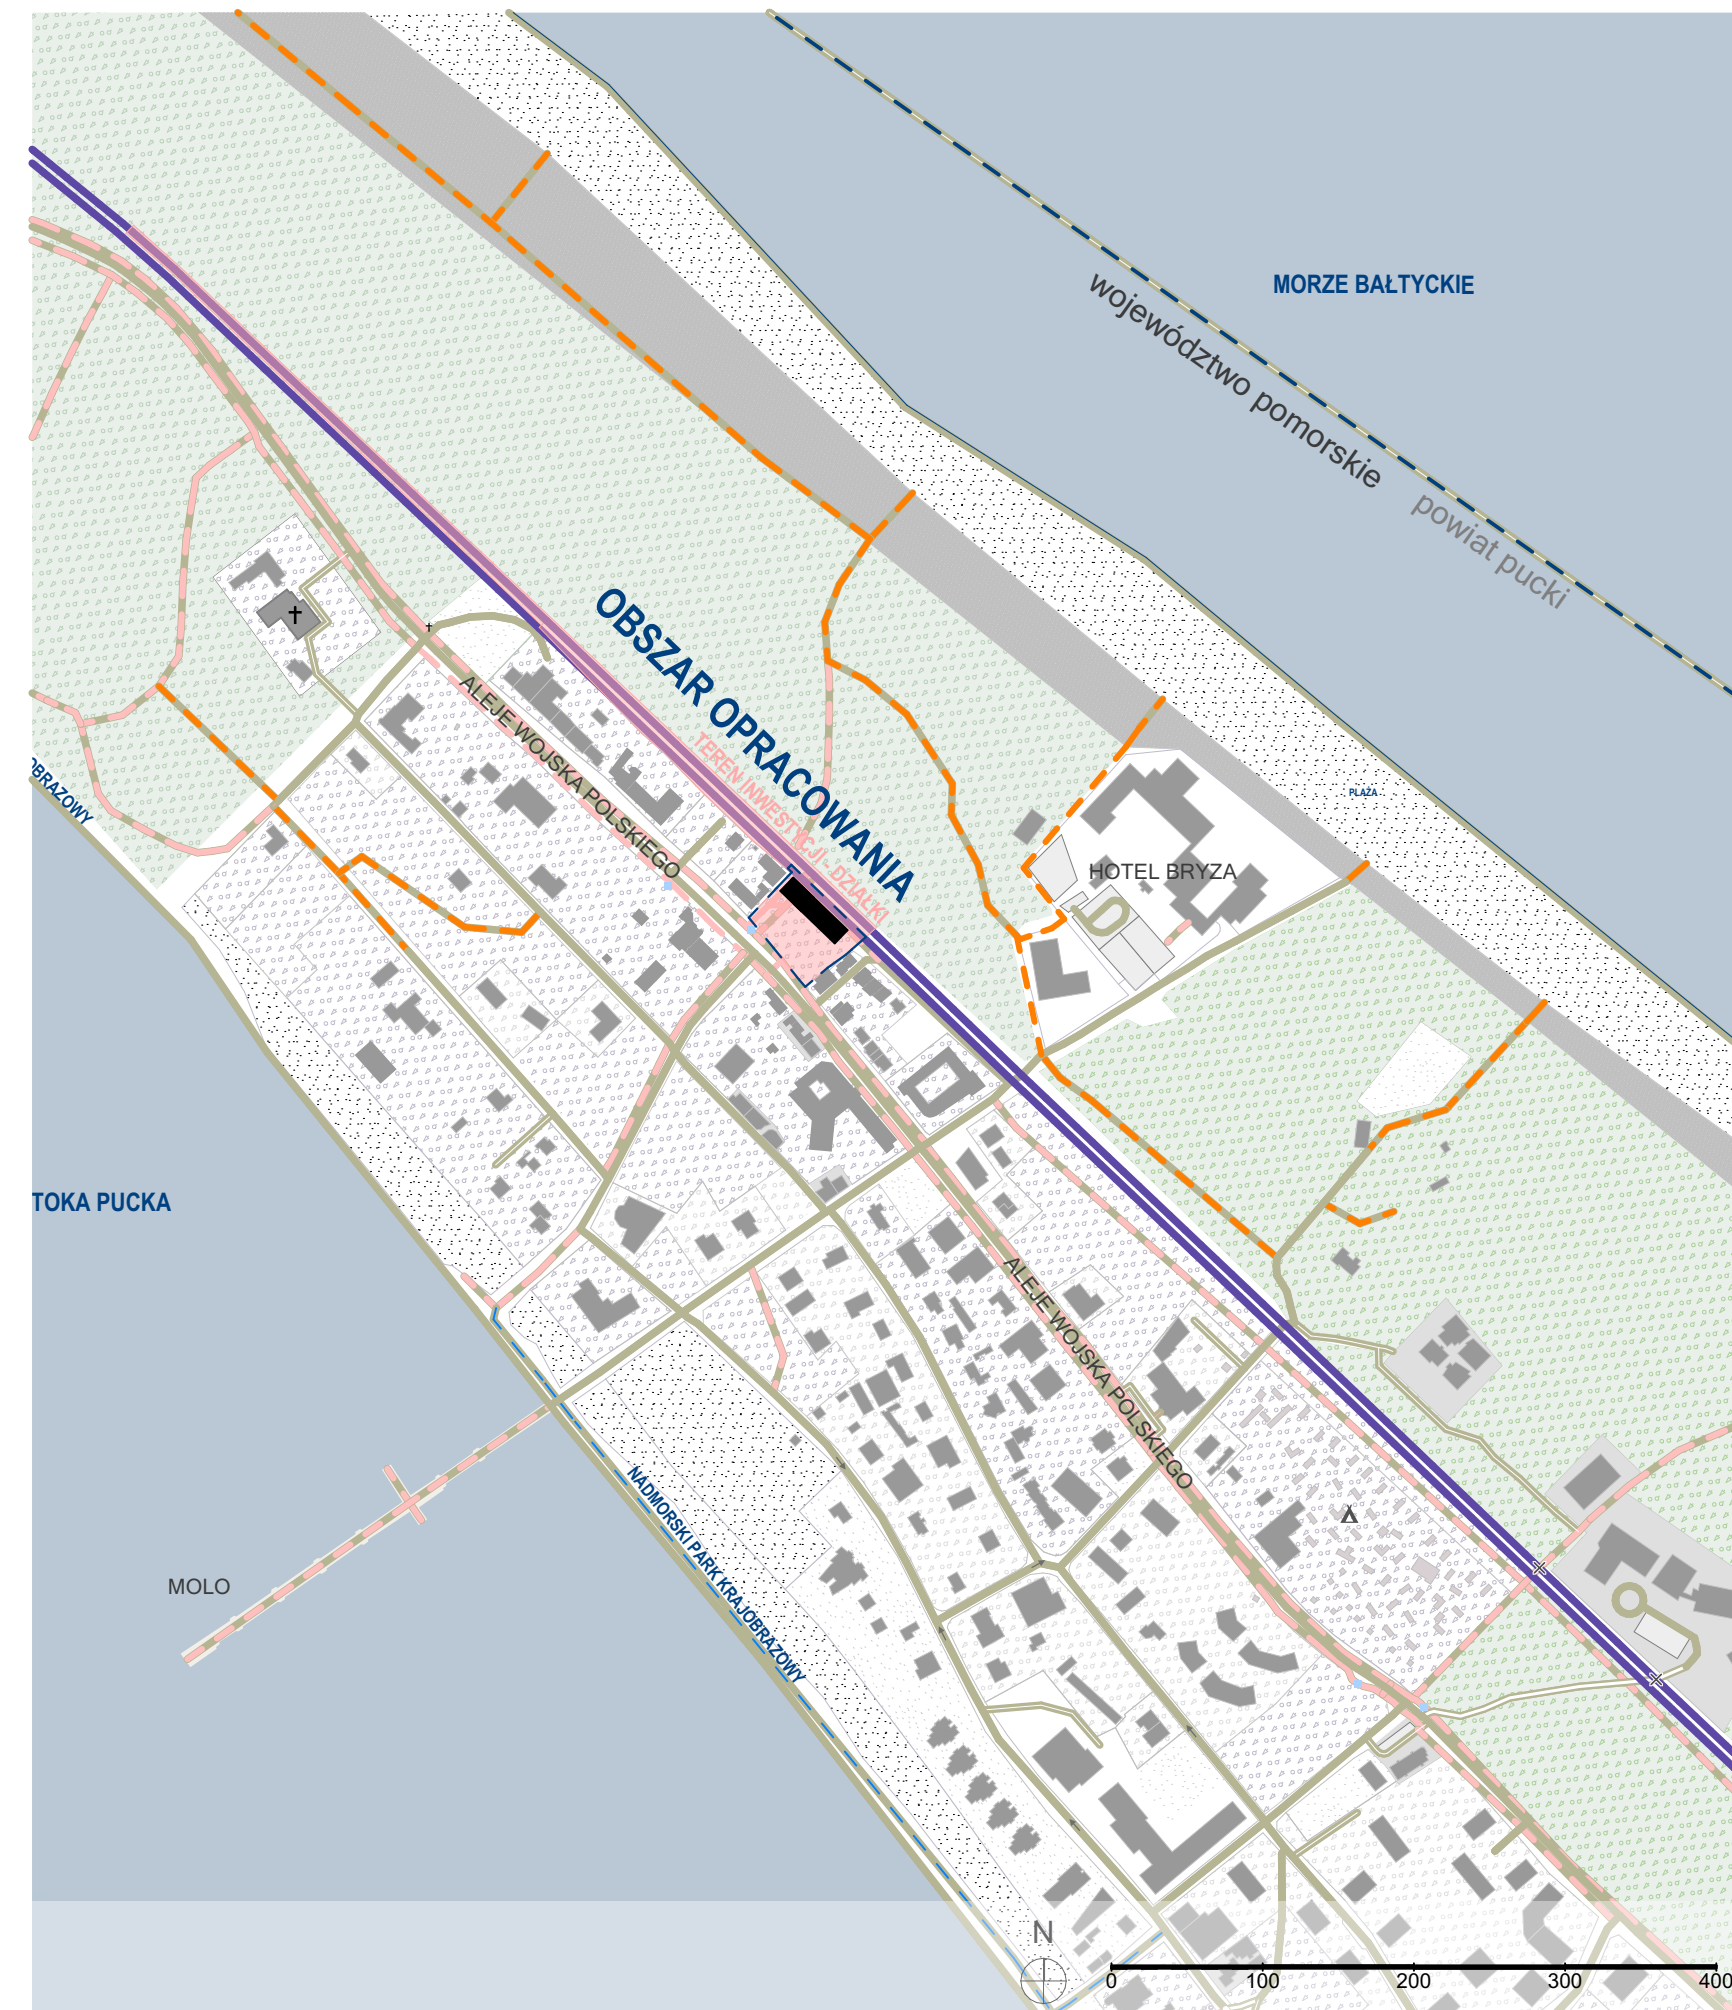 MORZE BAŁTYCKIE
województwo pomorskie
powiat pucki
OBSZAR OPRACOWANIA
TEREN INWESTYCJI - DZIAŁKI
ALEJE WOJSKA POLSKIEGO
OBRAZOWY
PLAŻA
HOTEL BRYZA
TOKA PUCKA
ALEJE WOJSKA POLSKIEGO
NADMORSKI PARK KRAJOBRAZOWY
MOLO
N
0 100 200 300 400